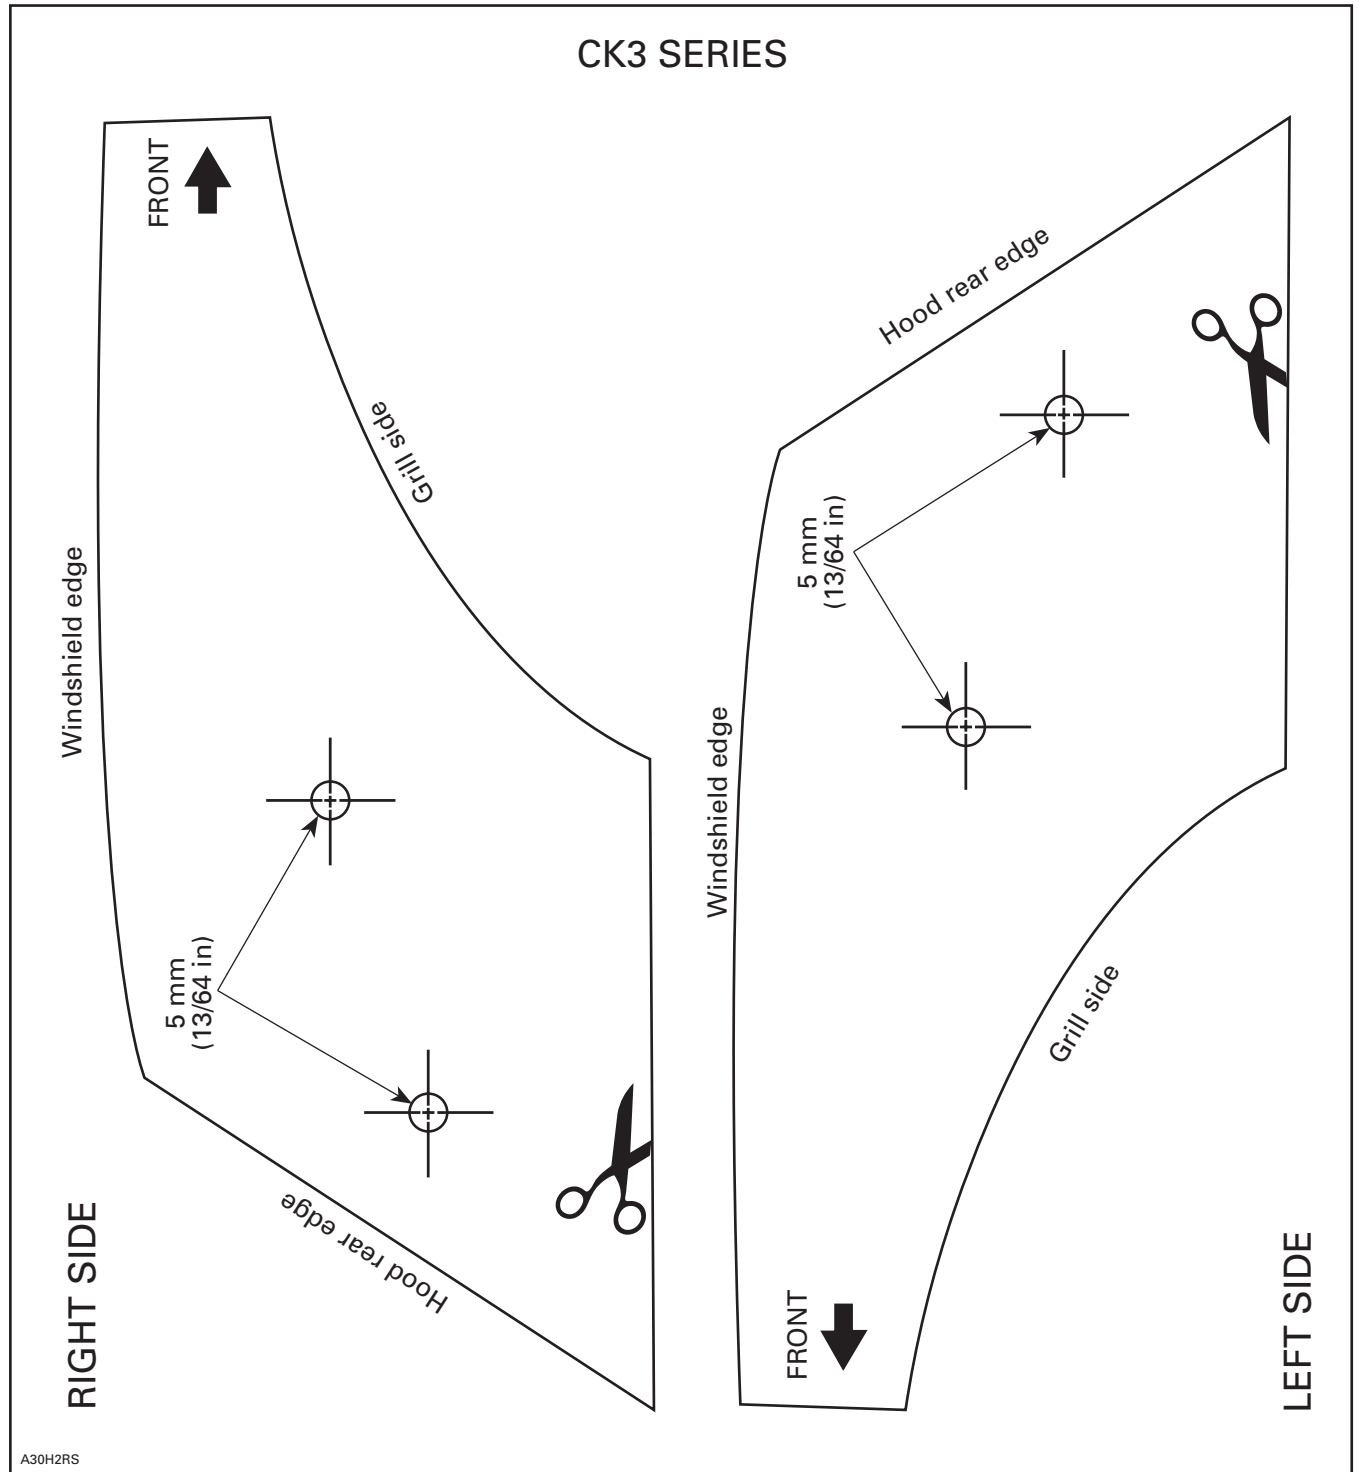 CK3 SERIES
FRONT
Grill side
Windshield edge
5 mm
(13/64 in)
Hood rear edge
RIGHT SIDE
Hood rear edge
5 mm
(13/64 in)
Windshield edge
Grill side
FRONT
LEFT SIDE
A30H2RS